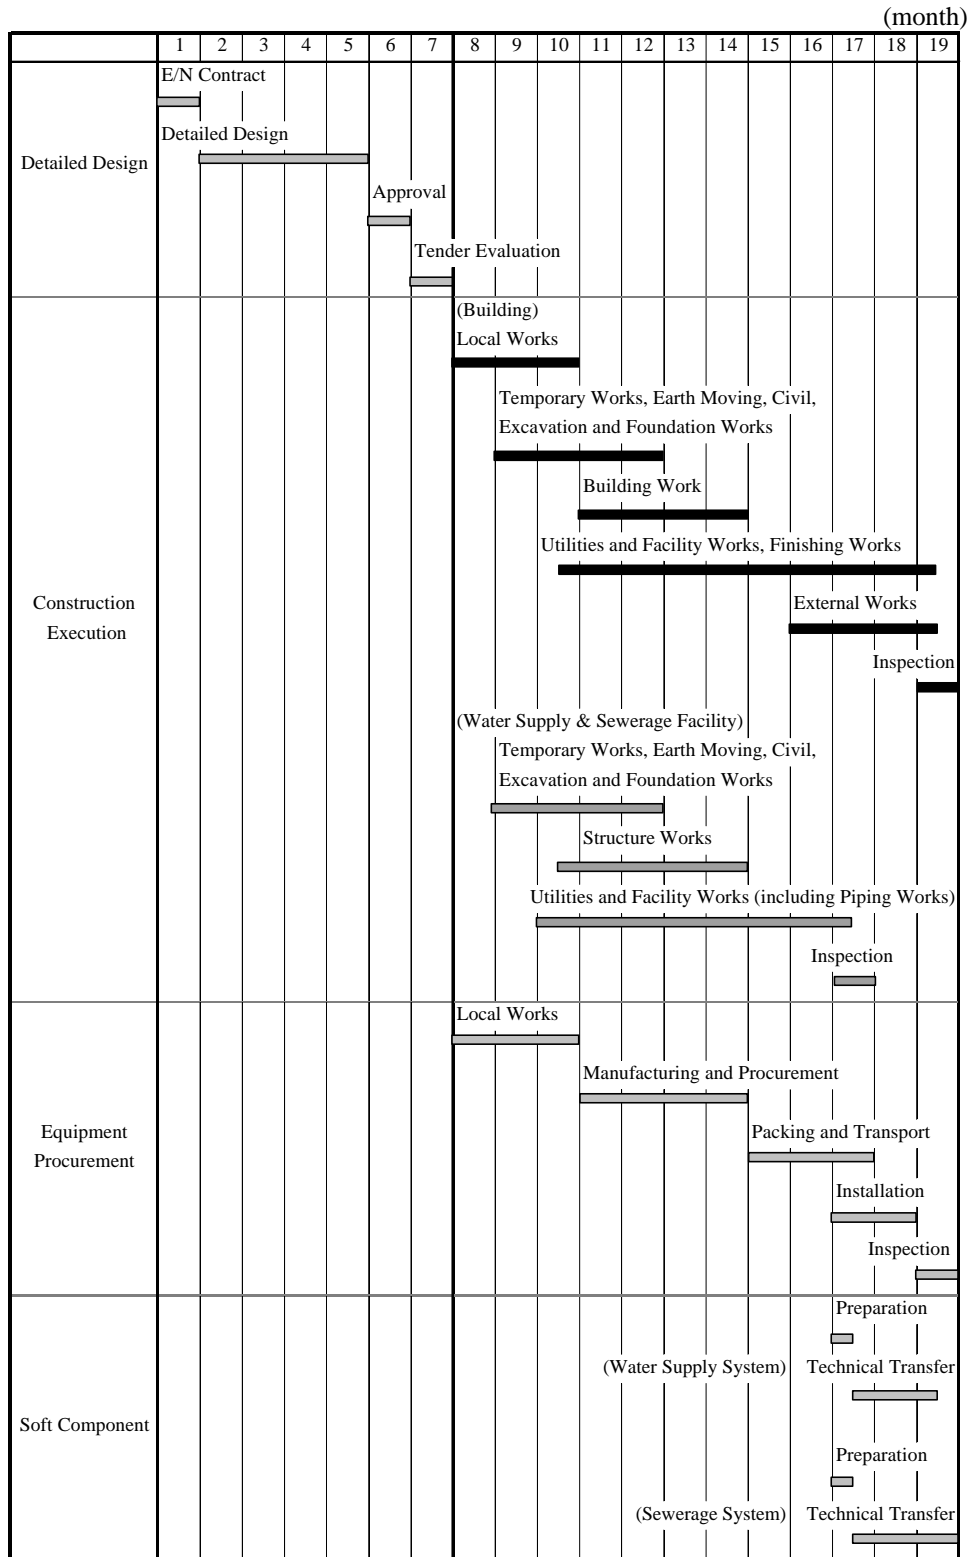 (month)
1 2 3 4 5 6 7 8 9 10 11 12 13 14 15 16 17 18 19
Detailed Design
E/N Contract
Detailed Design
Approval
Tender Evaluation
Construction
Execution
(Building)
Local Works
Temporary Works, Earth Moving, Civil,
Excavation and Foundation Works
Building Work
Utilities and Facility Works, Finishing Works
External Works
Inspection
(Water Supply & Sewerage Facility)
Temporary Works, Earth Moving, Civil,
Excavation and Foundation Works
Structure Works
Utilities and Facility Works (including Piping Works)
Inspection
Equipment
Procurement
Local Works
Manufacturing and Procurement
Packing and Transport
Installation
Inspection
Soft Component
Preparation
(Water Supply System) Technical Transfer
Preparation
(Sewerage System) Technical Transfer